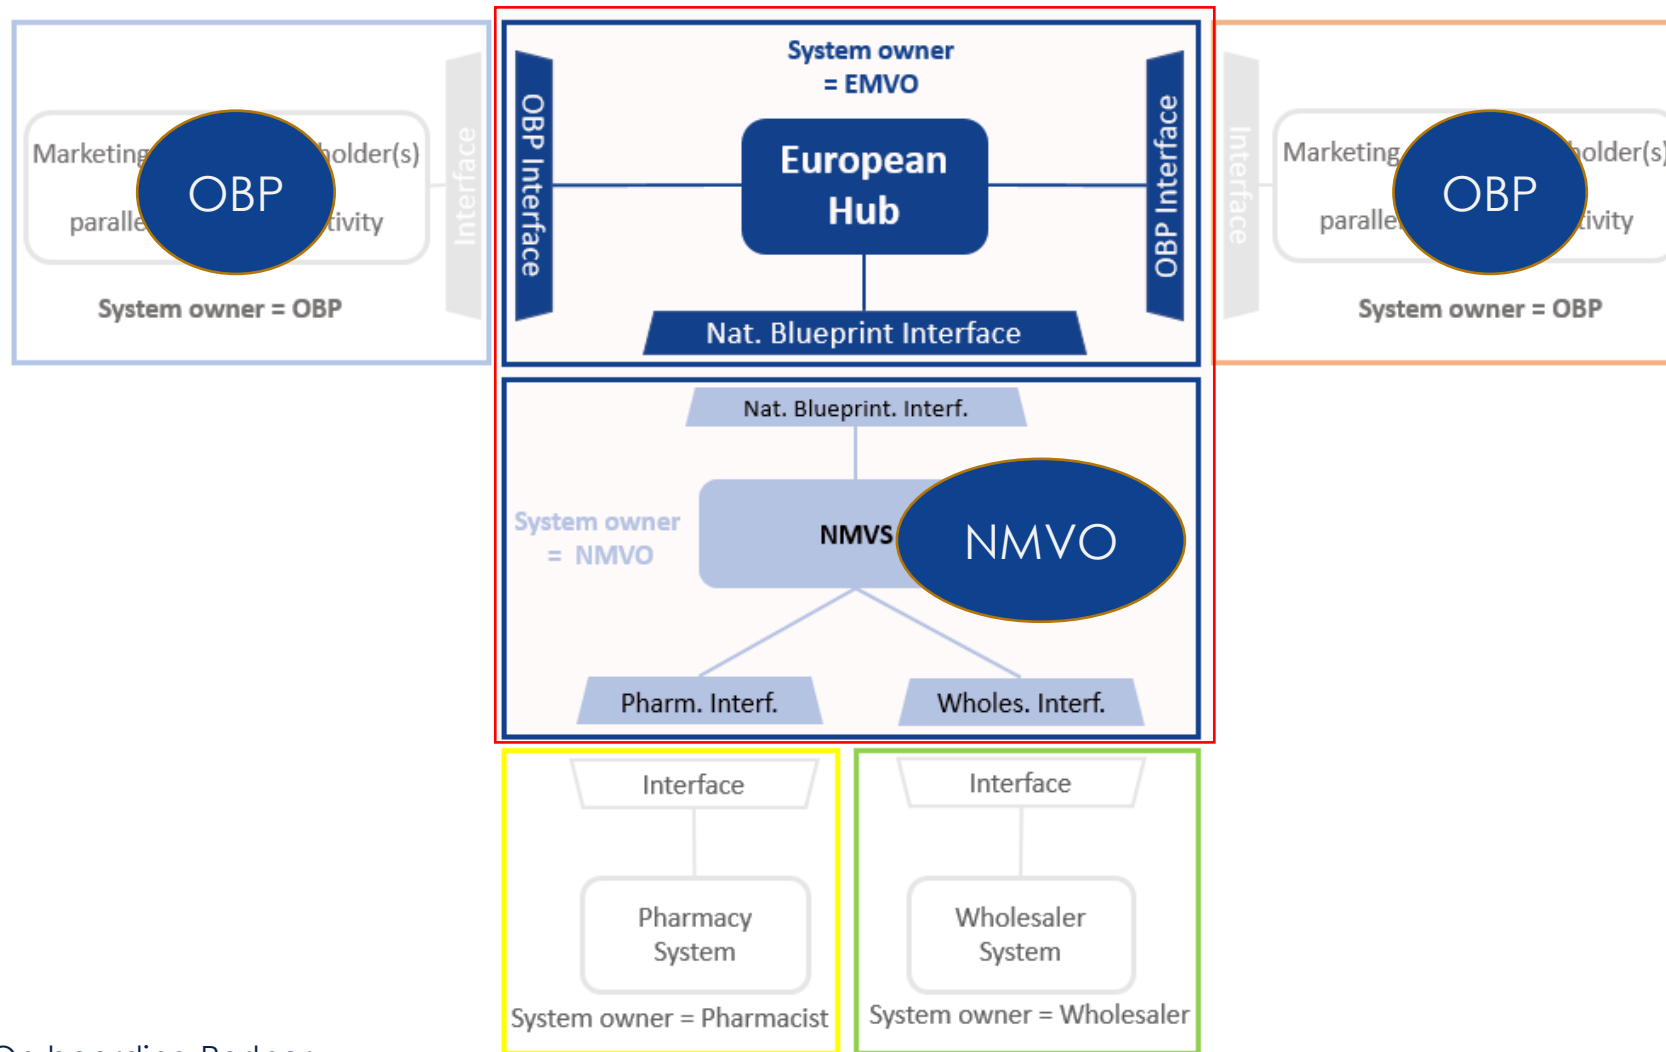 Marketing holder(s)
OBP
paralle tivity
System owner = OBP
Interface
OBP Interface
System owner
= EMVO
European
Hub
Nat. Blueprint Interface
OBP Interface
Interface
Marketing holder(s)
OBP
paralle tivity
System owner = OBP
Nat. Blueprint. Interf.
System owner
= NMVO
NMVS
NMVO
Pharm. Interf.
Wholes. Interf.
Interface
Pharmacy
System
System owner = Pharmacist
Interface
Wholesaler
System
System owner = Wholesaler